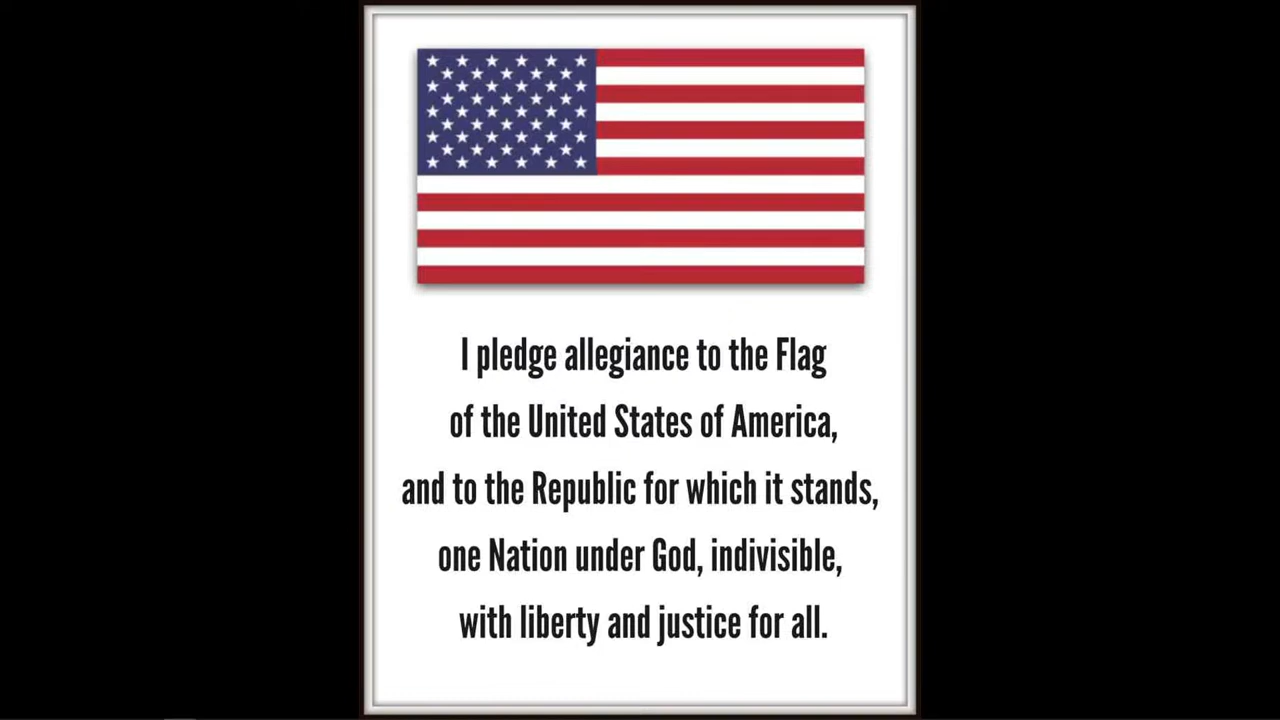 I pledge allegiance to the Flag
of the United States of America,
and to the Republic for which it stands,
one Nation under God, indivisible,
with liberty and justice for all.